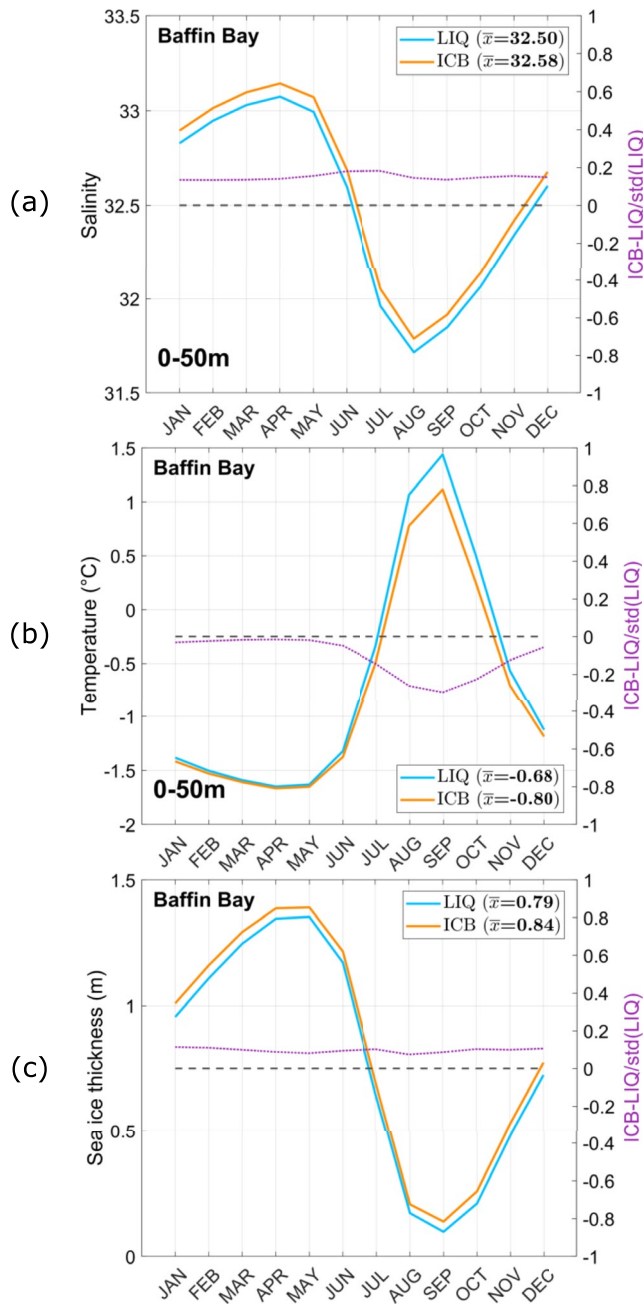 (a)
Baffin Bay
LIQ (x̅=32.50)
ICB (x̅=32.58)
0-50m
Salinity
33
32.5
32
31.5
1
0.8
0.6
0.4
0.2
0
-0.2
-0.4
-0.6
-0.8
-1
ICB-LIQ/std(LIQ)
JAN FEB MAR APR MAY JUN JUL AUG SEP OCT NOV DEC
(b)
Baffin Bay
0-50m
LIQ (x̅=-0.68)
ICB (x̅=-0.80)
Temperature (°C)
1.5
1
0.5
0
-0.5
-1
-1.5
-2
1
0.8
0.6
0.4
0.2
0
-0.2
-0.4
-0.6
-0.8
-1
ICB-LIQ/std(LIQ)
JAN FEB MAR APR MAY JUN JUL AUG SEP OCT NOV DEC
(c)
Baffin Bay
LIQ (x̅=0.79)
ICB (x̅=0.84)
Sea ice thickness (m)
1.5
1
0.5
0
1
0.8
0.6
0.4
0.2
0
-0.2
-0.4
-0.6
-0.8
-1
ICB-LIQ/std(LIQ)
JAN FEB MAR APR MAY JUN JUL AUG SEP OCT NOV DEC